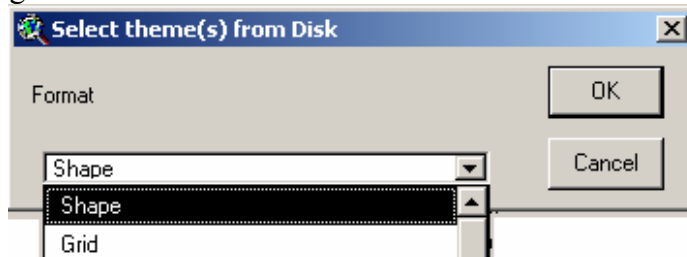 Select theme(s) from Disk
Format
OK
Shape
Cancel
Shape
Grid